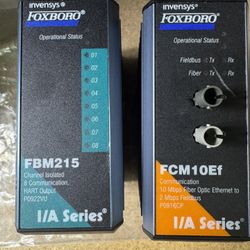 invensys
FOXBORO
Operational Status
01
02
03
04
05
06
07
08
FBM215
Channel Isolated
8 Communication,
HART Output
P0922VU
I/A Series
invensys
FOXBORO
Operational Status
Fieldbus Tx Rx
Fiber Tx Rx
FCM10Ef
Communication
10 Mbps Fiber Optic Ethernet to
2 Mbps Fieldbus
P0916CP
I/A Series